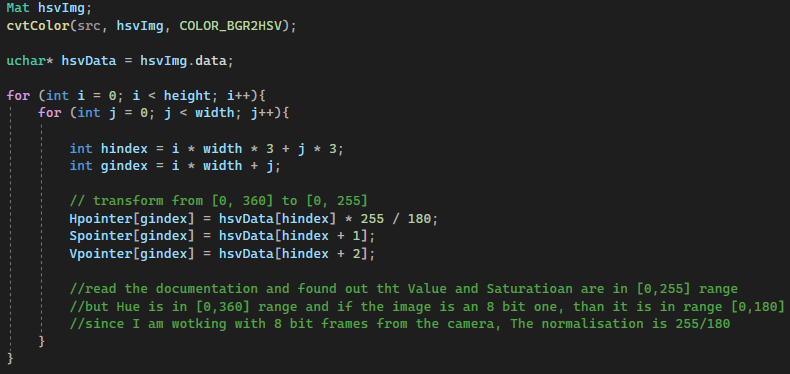 Mat hsvImg;
cvtColor(src, hsvImg, COLOR_BGR2HSV);
uchar* hsvData = hsvImg.data;
for (int i = 0; i < height; i++){
for (int j = 0; j < width; j++){
int hindex = i * width * 3 + j * 3;
int gindex = i * width + j;
// transform from [0, 360] to [0, 255]
Hpointer[gindex] = hsvData[hindex] * 255 / 180;
Spointer[gindex] = hsvData[hindex + 1];
Vpointer[gindex] = hsvData[hindex + 2];
//read the documentation and found out tht Value and Saturatioan are in [0,255] range
//but Hue is in [0,360] range and if the image is an 8 bit one, than it is in range [0,180]
//since I am wotking with 8 bit frames from the camera, The normalisation is 255/180
}
}